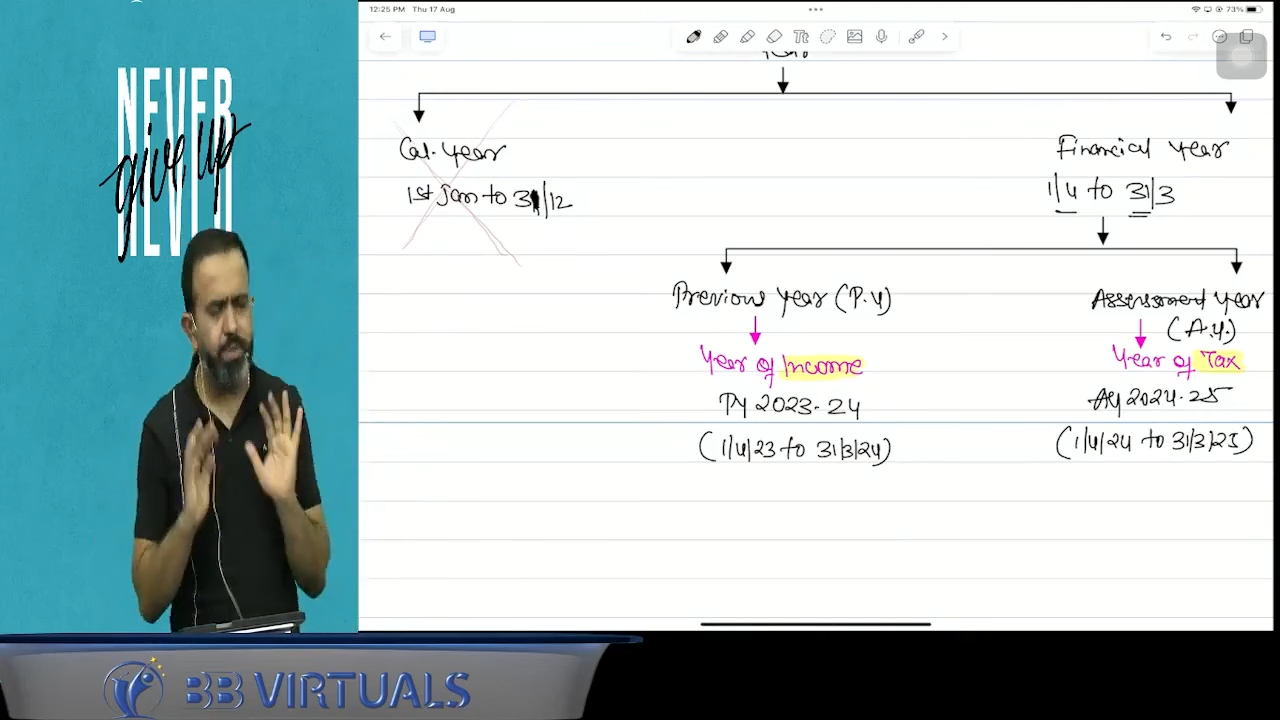 12:25 PM Thu 17 Aug
73%
NEVER
give up
NEVER
Cal. Year
1st Jan to 31/12
Financial Year
1/4 to 31/3
Previous Year (P.Y)
Assessment Year
(A.Y.)
Year of Income
Year of Tax
PY 2023-24
AY 2024-25
(1/4/23 to 31/3/24)
(1/4/24 to 31/3/25)
BB VIRTUALS